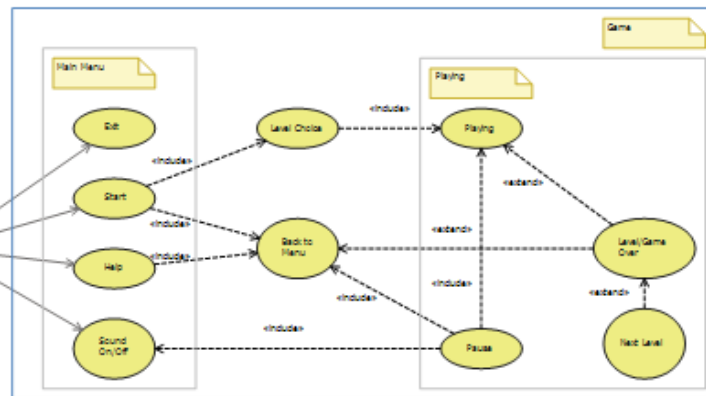 Game
Main Menu
Playing
Exit
Level Choice
«include»
Playing
«include»
Start
«extend»
«include»
Back to
Menu
«extend»
Level/Game
Over
Help
«include»
«include»
«include»
«extend»
«include»
Sound
On/Off
Pause
Next Level